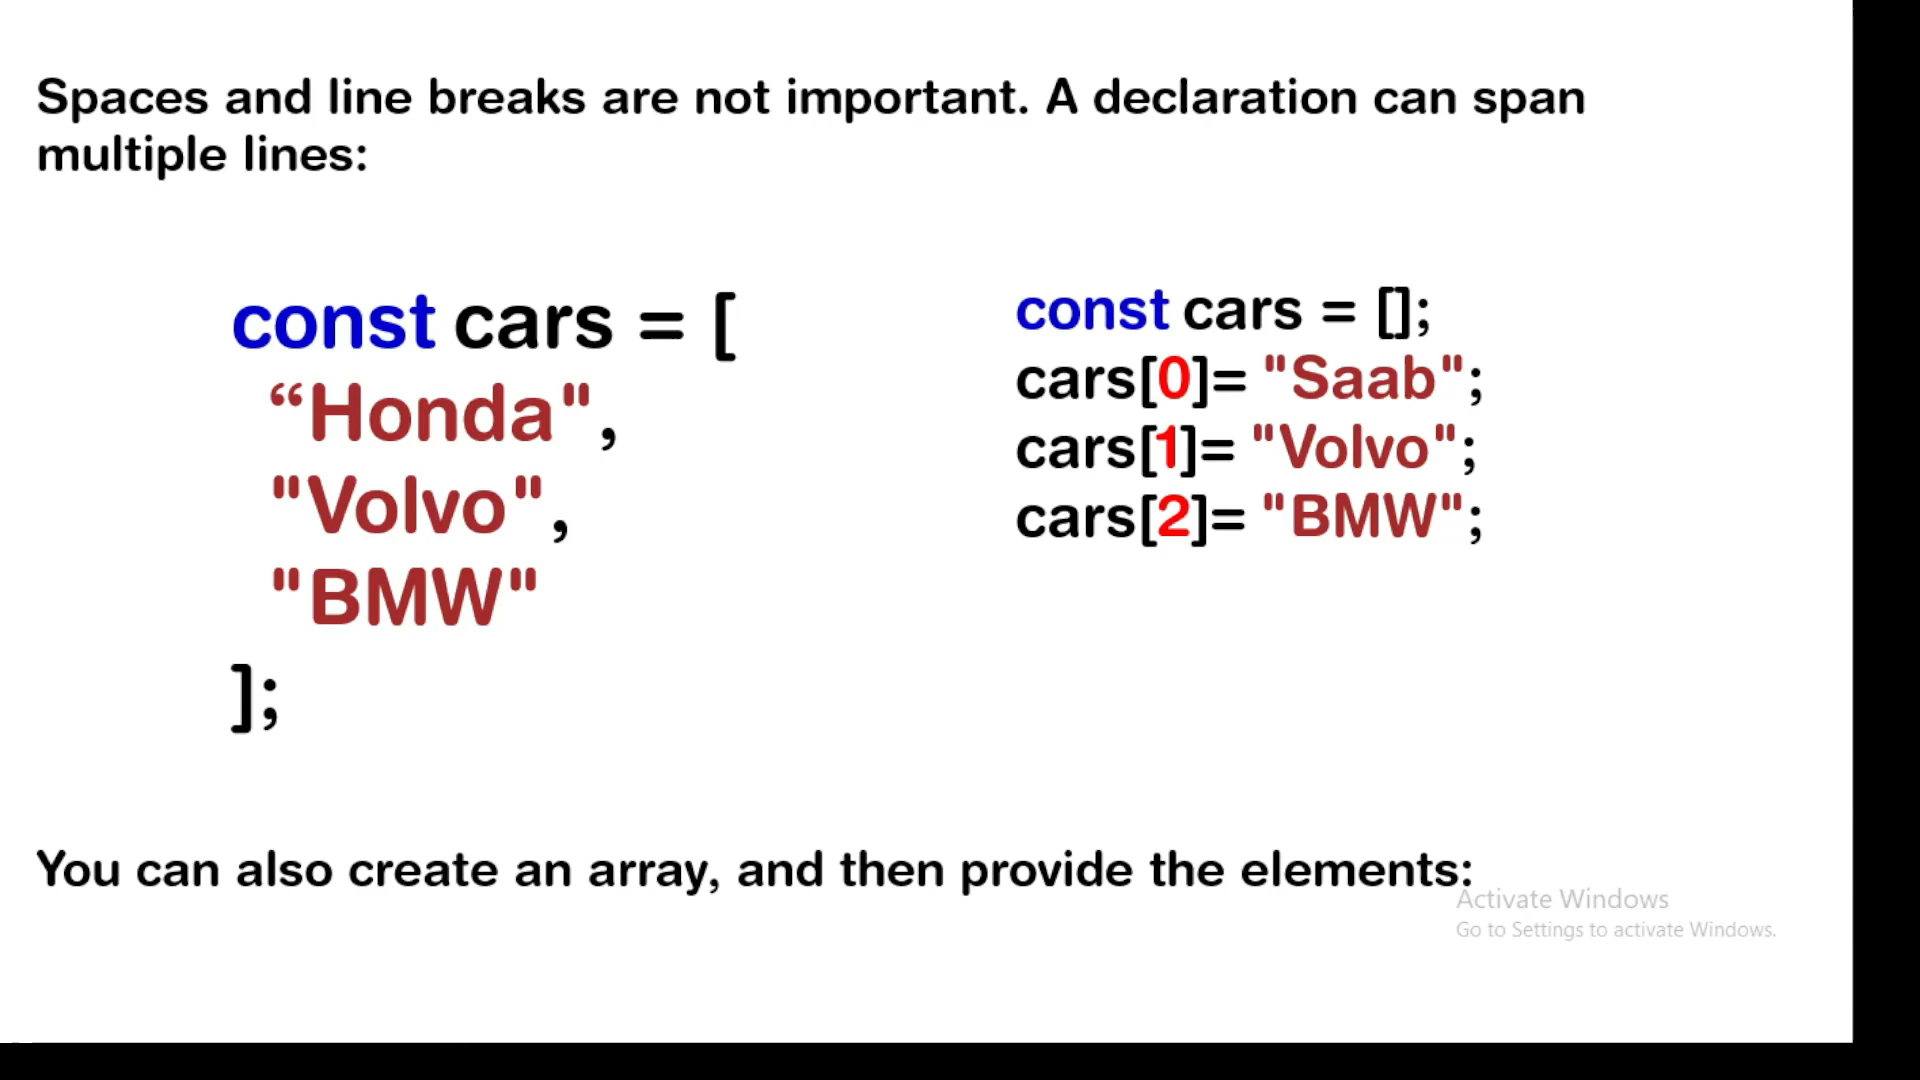 Spaces and line breaks are not important. A declaration can span
multiple lines:
const cars = [
“Honda",
"Volvo",
"BMW"
];
const cars = [];
cars[0]= "Saab";
cars[1]= "Volvo";
cars[2]= "BMW";
You can also create an array, and then provide the elements:
Activate Windows
Go to Settings to activate Windows.